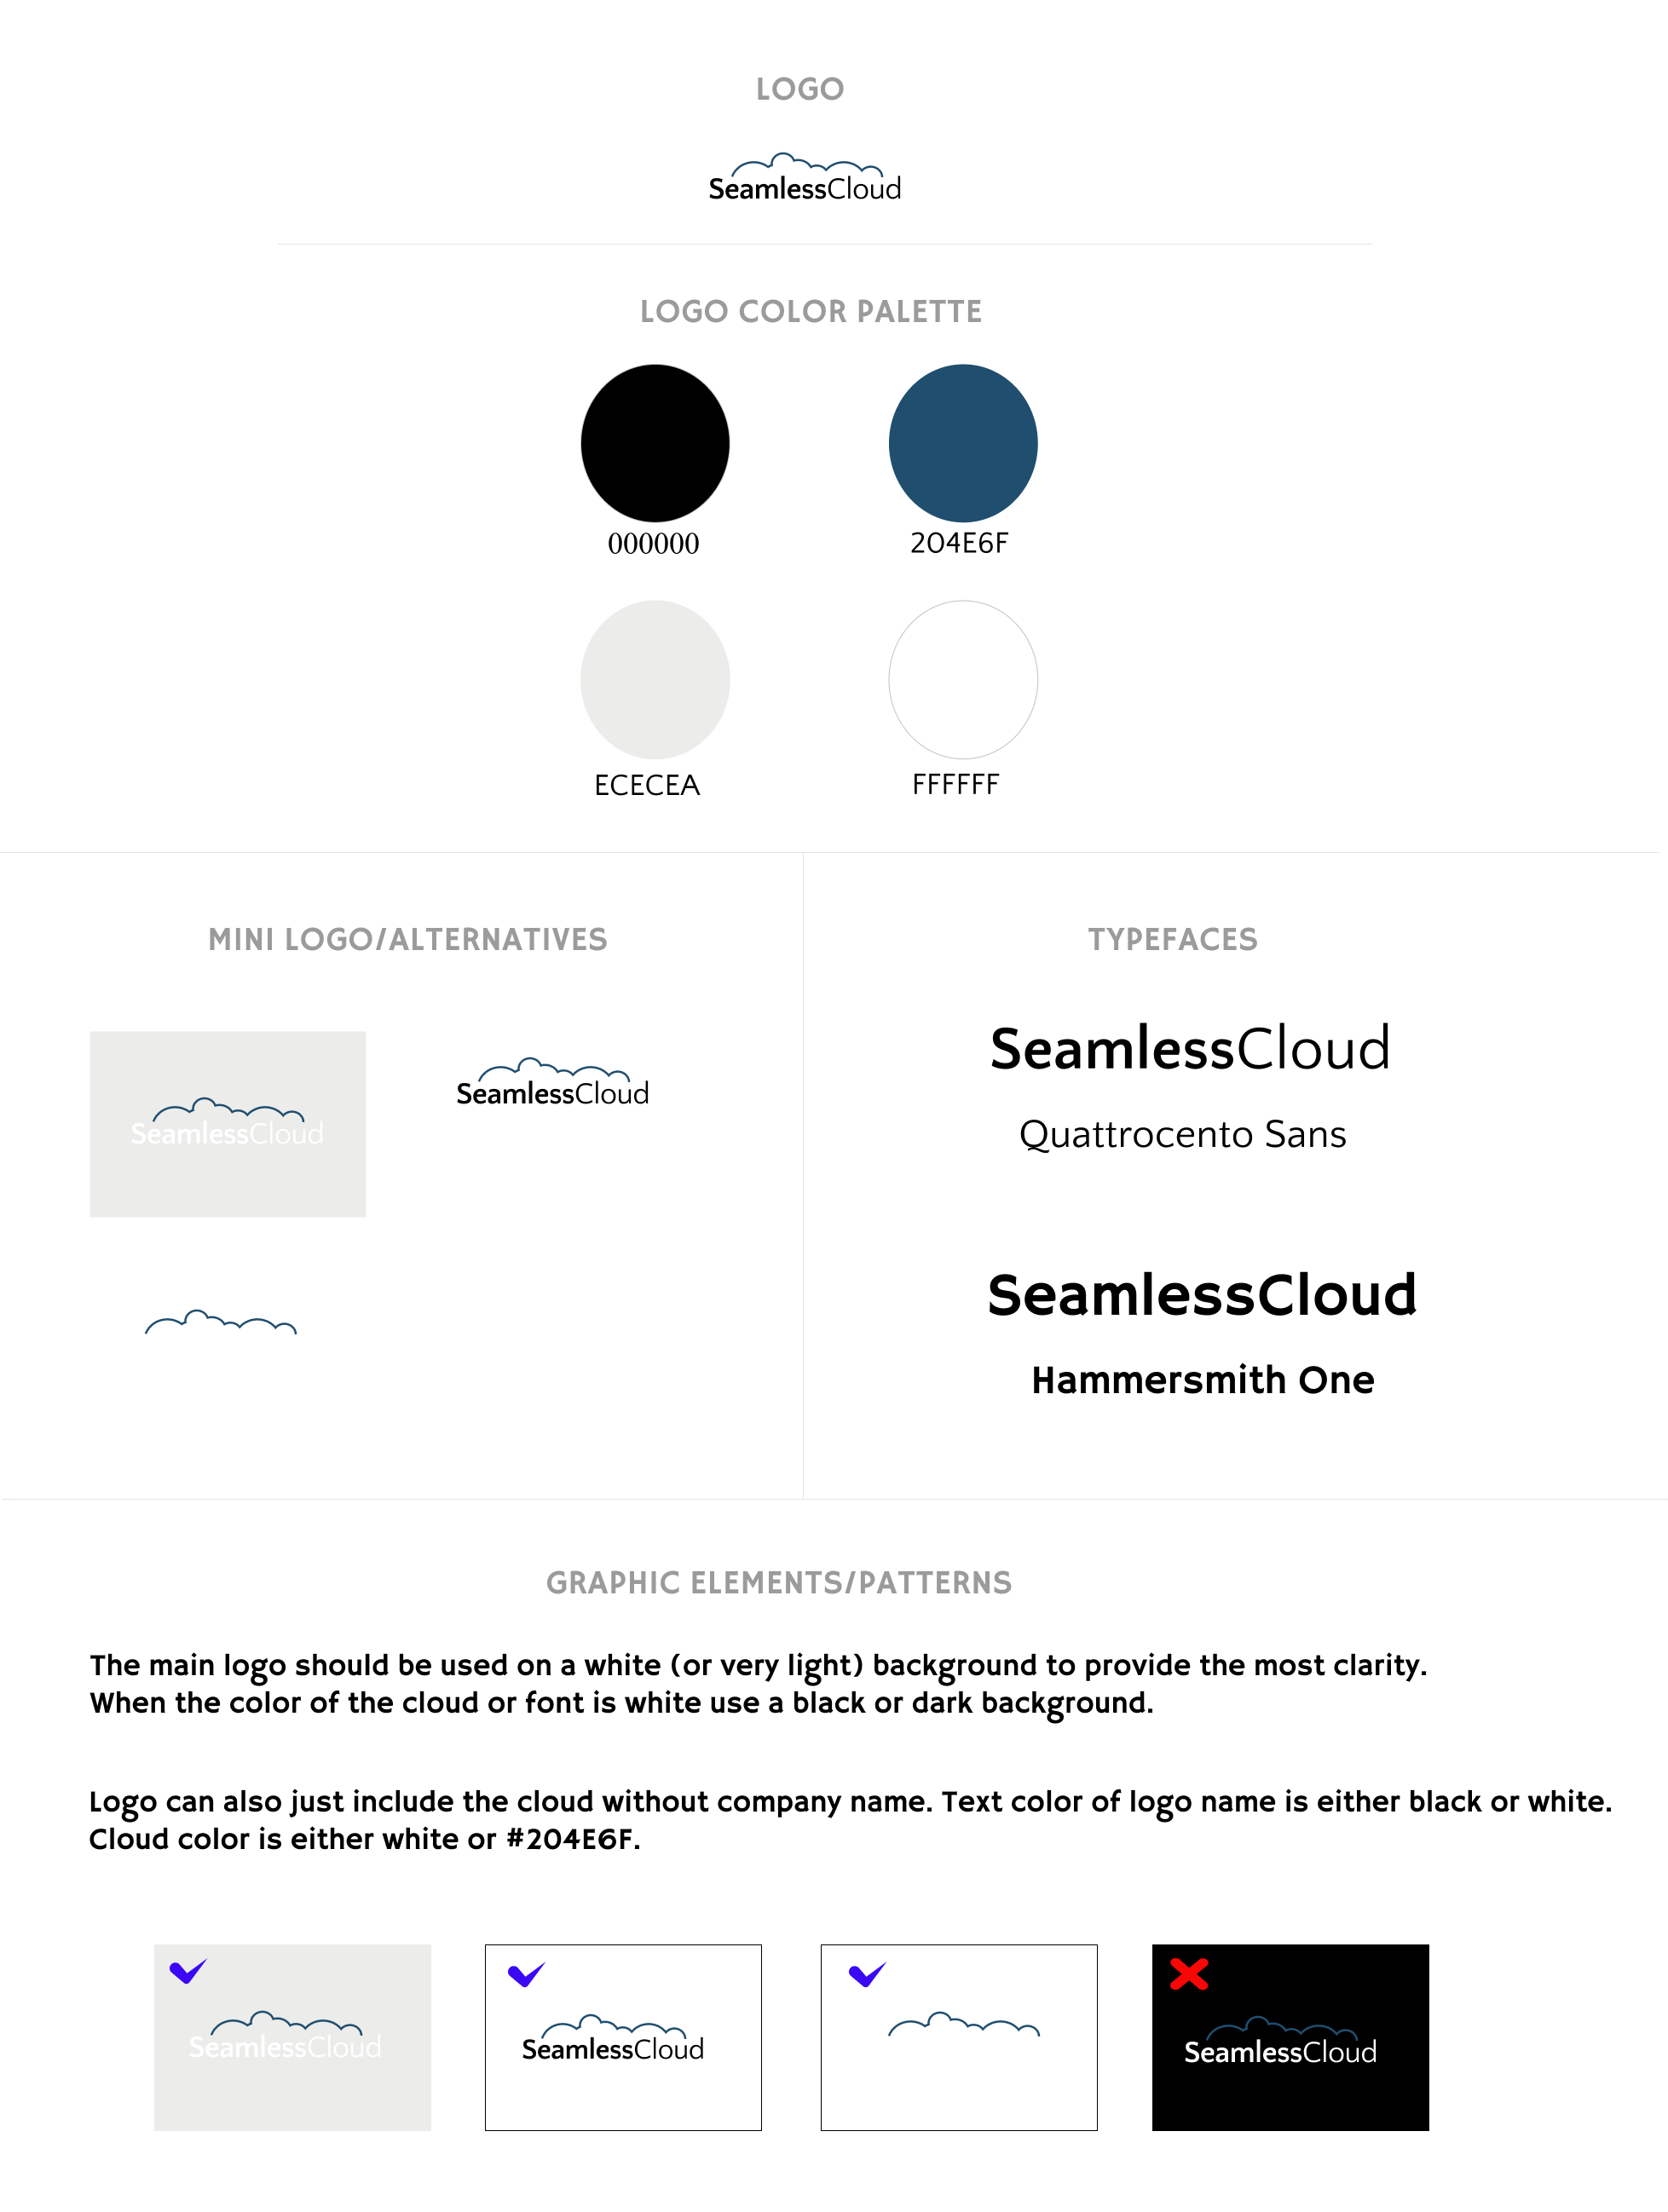 LOGO
SeamlessCloud
LOGO COLOR PALETTE
000000
204E6F
ECECEA
FFFFFF
MINI LOGO/ALTERNATIVES
SeamlessCloud
SeamlessCloud
TYPEFACES
SeamlessCloud
Quattrocento Sans
SeamlessCloud
Hammersmith One
GRAPHIC ELEMENTS/PATTERNS
The main logo should be used on a white (or very light) background to provide the most clarity.
When the color of the cloud or font is white use a black or dark background.
Logo can also just include the cloud without company name. Text color of logo name is either black or white.
Cloud color is either white or #204E6F.
SeamlessCloud
SeamlessCloud
SeamlessCloud